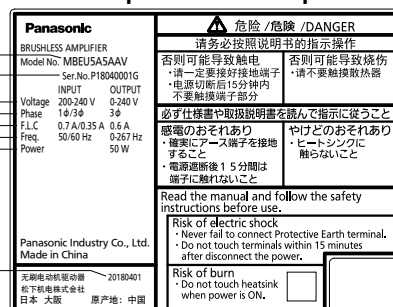 Panasonic
BRUSHLESS AMPLIFIER
Model No. MBEU5A5AAV
Ser.No.P18040001G
INPUT OUTPUT
Voltage 200-240 V 0-240 V
Phase 1ϕ/3ϕ 3ϕ
F.L.C 0.7 A/0.35 A 0.6 A
Freq. 50/60 Hz 0-267 Hz
Power 50 W
Panasonic Industry Co., Ltd.
Made in China
无刷电动机驱动器 20180401
松下机电株式会社
日本 大阪 原产地：中国
危险 /危険 /DANGER
请务必按照说明书的指示操作
否则可能导致触电
・请一定要接好接地端子
・电源切断后15分钟内
不要触摸端子部分
否则可能导致烧伤
・请不要触摸散热器
必ず仕様书や取扱説明書を読んで指示に従うこと
感電のおそれあり
・確実にアース端子を接地
すること
・電源遮断後１５分間は
端子に触れないこと
やけどのおそれあり
・ヒートシンクに
触らないこと
Read the manual and follow the safety
instructions before use.
Risk of electric shock
・Never fail to connect Protective Earth terminal.
・Do not touch terminals within 15 minutes
after disconnect the power.
Risk of burn
・Do not touch heatsink
when power is ON.